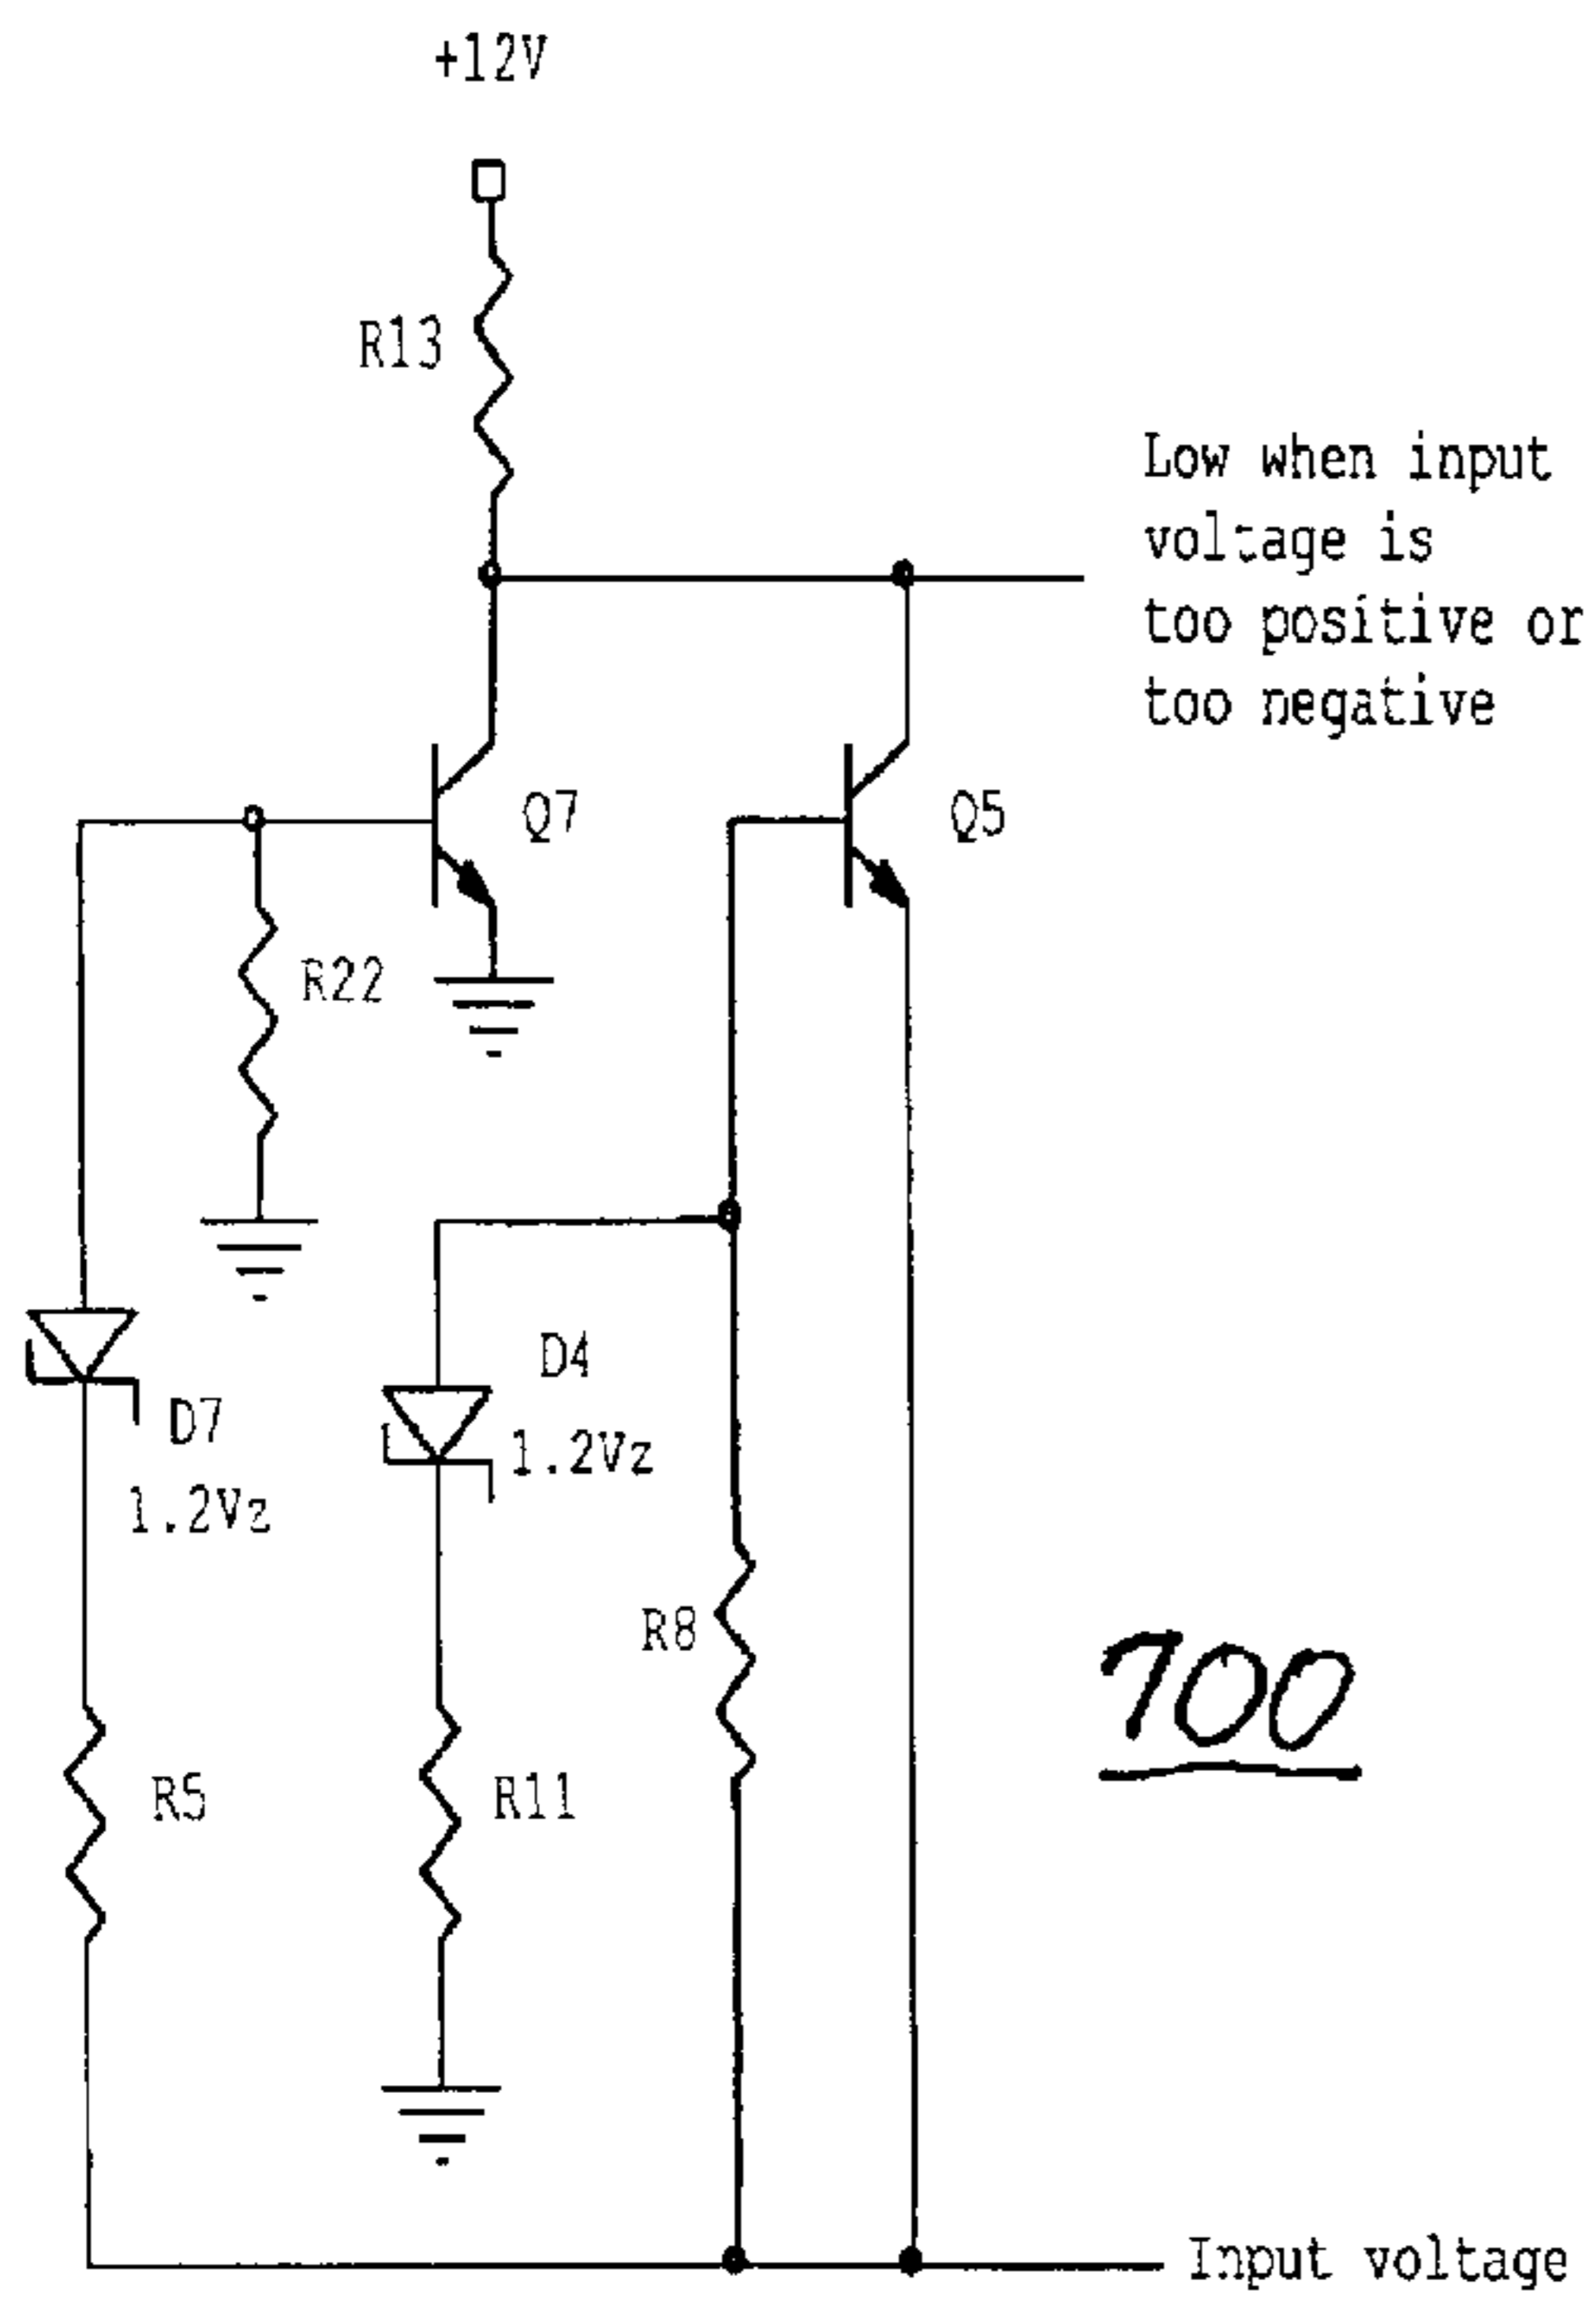 +12V
R13
Low when input
voltage is
too positive or
too negative
Q7
Q5
R22
D4
1.2Vz
D7
1.2Vz
R8
R5
R11
700
Input voltage